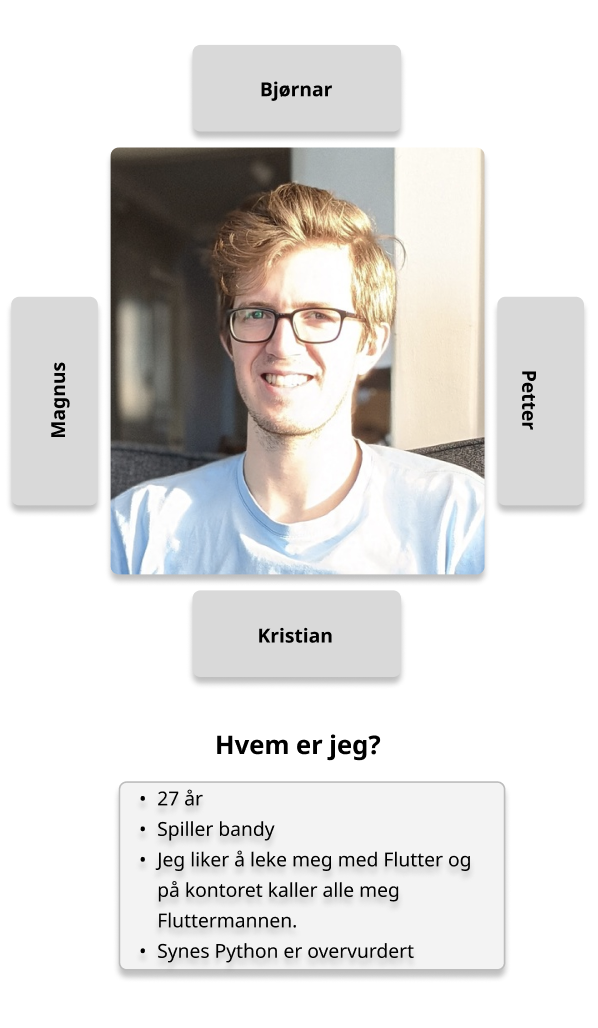 Bjørnar
Magnus
Petter
Kristian
Hvem er jeg?
• 27 år
• Spiller bandy
• Jeg liker å leke meg med Flutter og
på kontoret kaller alle meg
Fluttermannen.
• Synes Python er overvurdert